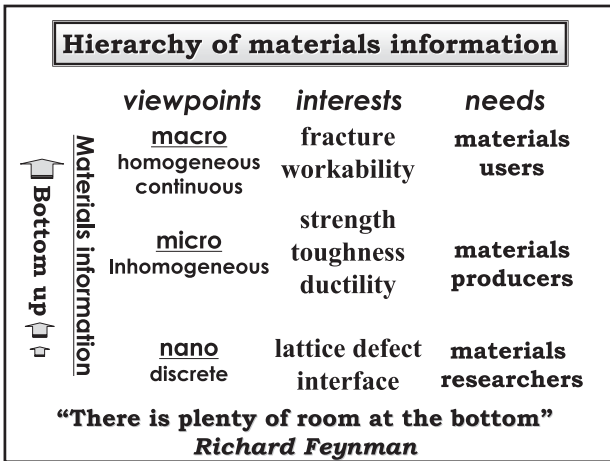 Hierarchy of materials information
viewpoints interests needs
Materials information
Bottom up
macro
homogeneous
continuous
fracture
workability
materials
users
micro
Inhomogeneous
strength
toughness
ductility
materials
producers
nano
discrete
lattice defect
interface
materials
researchers
“There is plenty of room at the bottom”
Richard Feynman